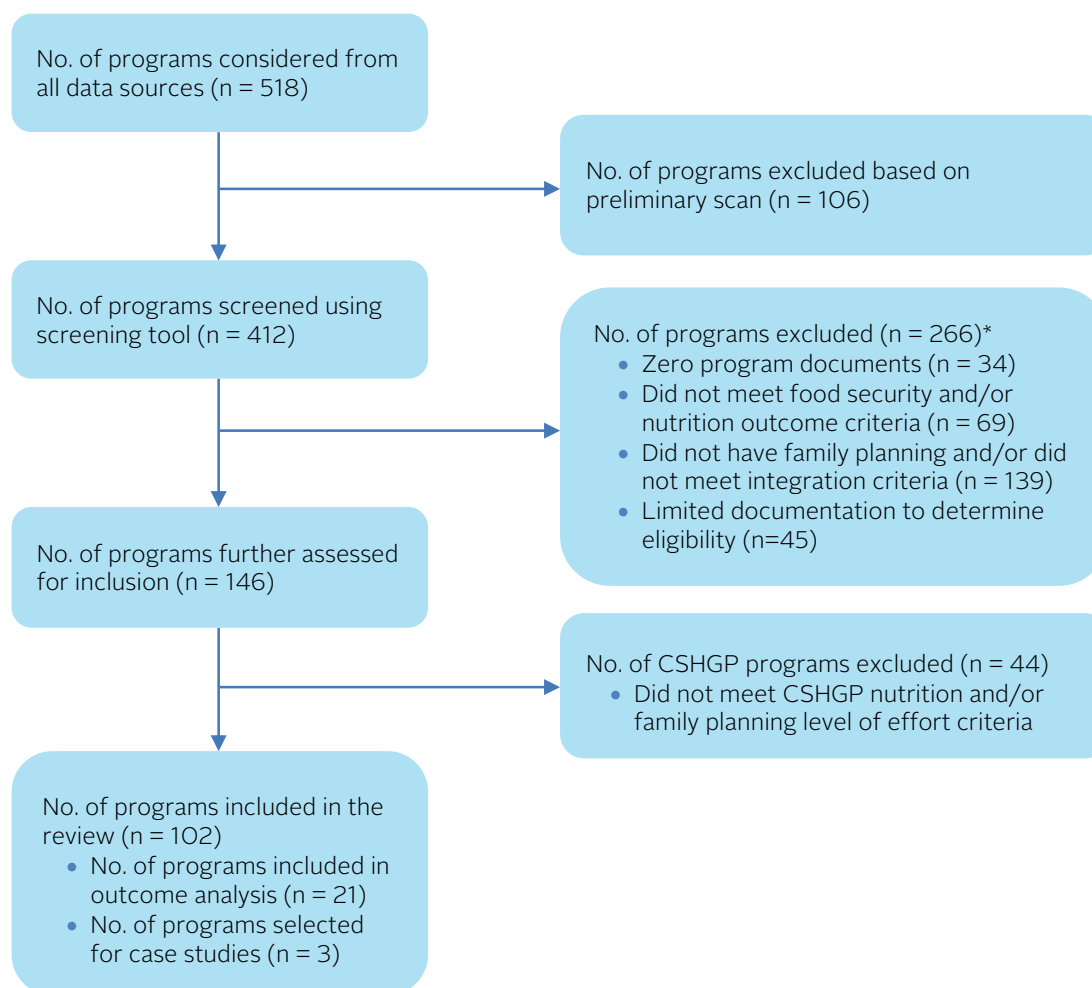 No. of programs considered from
all data sources (n = 518)
No. of programs excluded based on
preliminary scan (n = 106)
No. of programs screened using
screening tool (n = 412)
No. of programs excluded (n = 266)*
• Zero program documents (n = 34)
• Did not meet food security and/or
nutrition outcome criteria (n = 69)
• Did not have family planning and/or did
not meet integration criteria (n = 139)
• Limited documentation to determine
eligibility (n=45)
No. of programs further assessed
for inclusion (n = 146)
No. of CSHGP programs excluded (n = 44)
• Did not meet CSHGP nutrition and/or
family planning level of effort criteria
No. of programs included in the
review (n = 102)
• No. of programs included in
outcome analysis (n = 21)
• No. of programs selected
for case studies (n = 3)